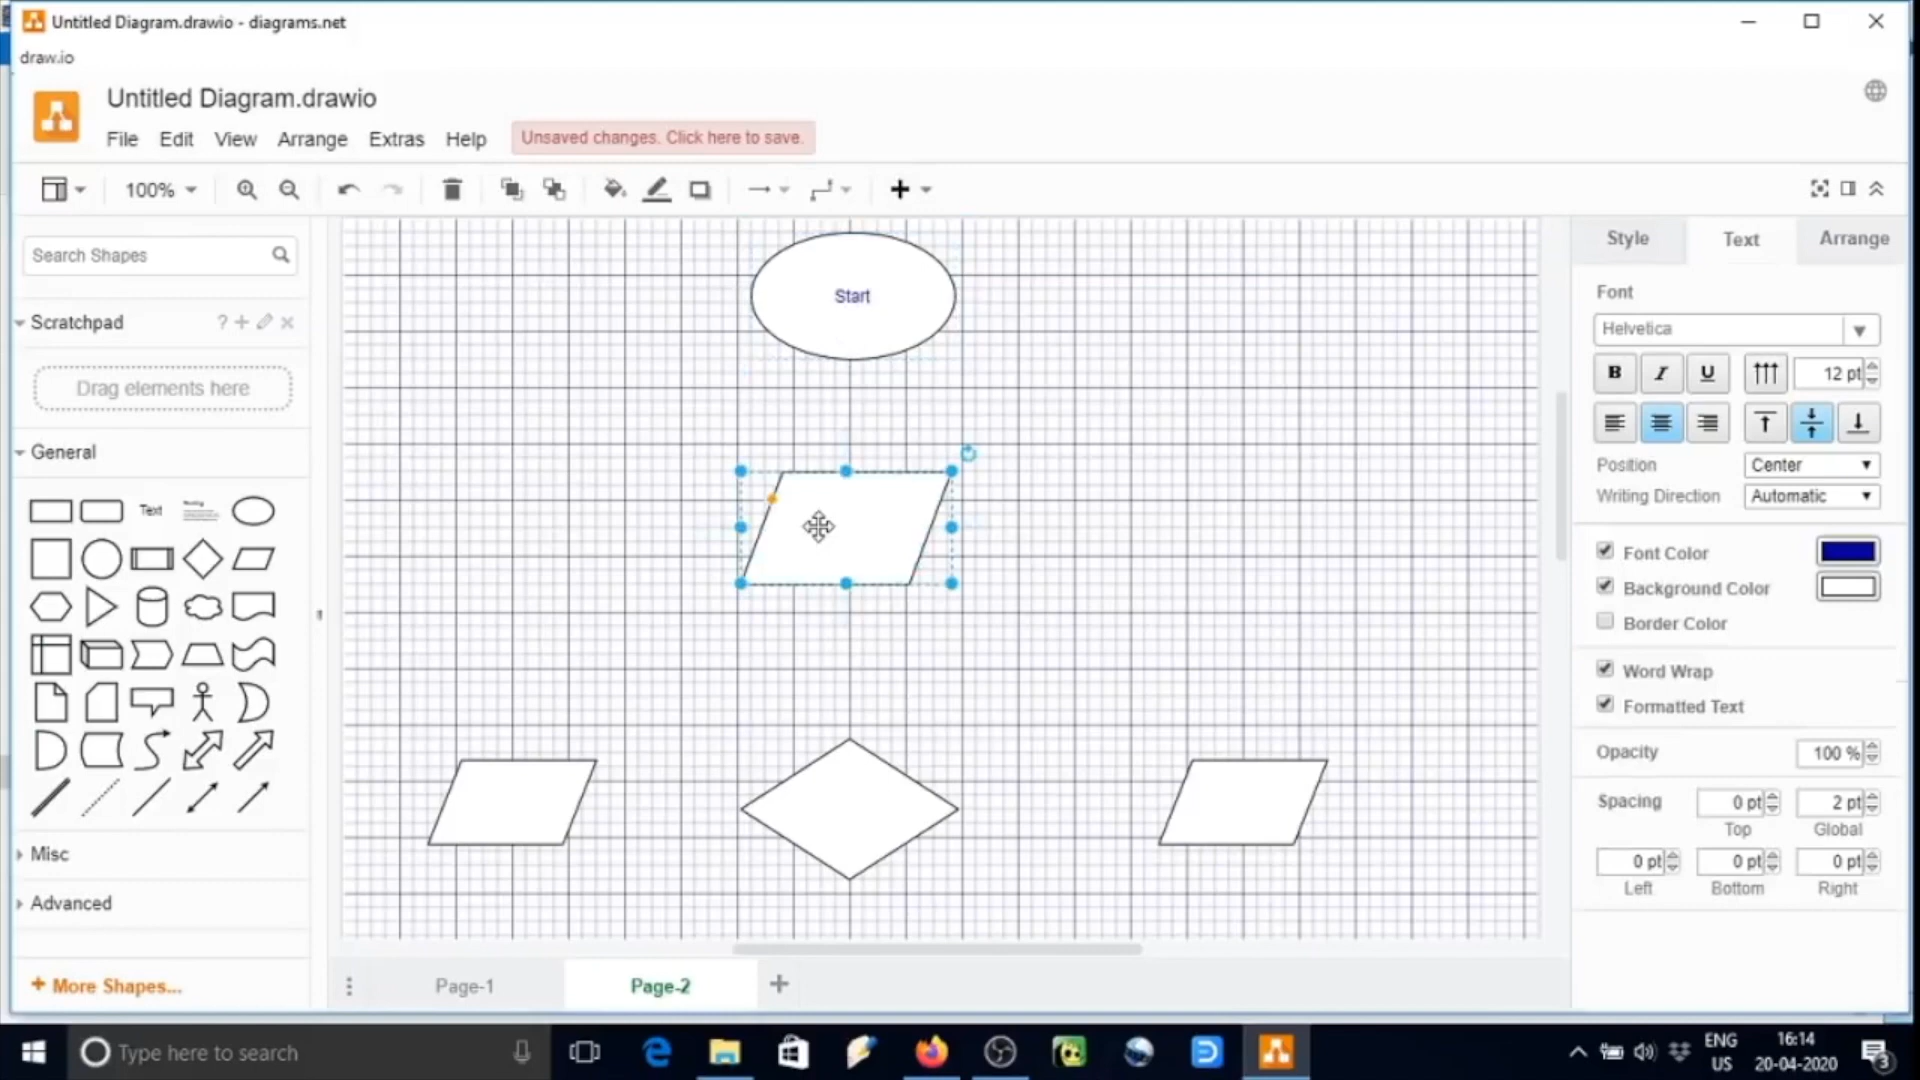 Untitled Diagram.drawio - diagrams.net
draw.io
Untitled Diagram.drawio
File Edit View Arrange Extras Help Unsaved changes. Click here to save.
100%
Search Shapes
Scratchpad ?
Drag elements here
General
Text
Misc
Advanced
+ More Shapes...
Start
Page-1 Page-2
Style Text Arrange
Font
Helvetica
B I U 12 pt
Position Center
Writing Direction Automatic
Font Color
Background Color
Border Color
Word Wrap
Formatted Text
Opacity 100 %
Spacing 0 pt 2 pt
Top Global
0 pt 0 pt 0 pt
Left Bottom Right
Type here to search
ENG
US
16:14
20-04-2020
3